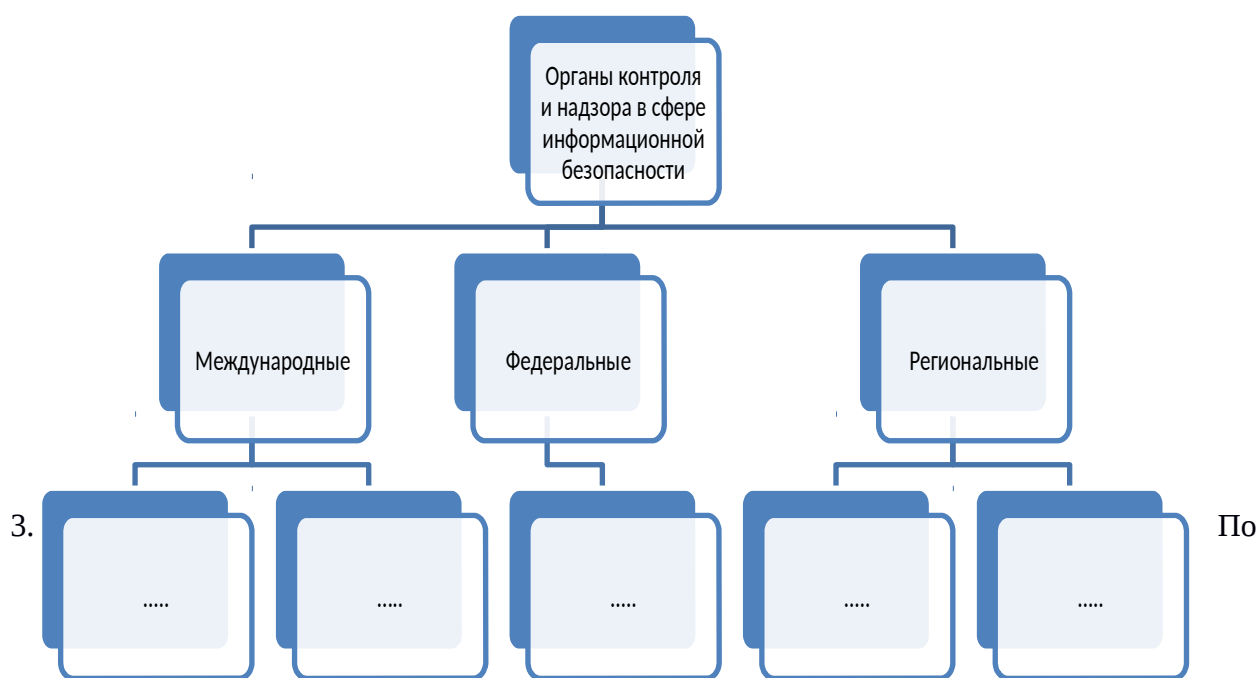 Органы контроля
и надзора в сфере
информационной
безопасности
Международные
Федеральные
Региональные
3.
По
.....
.....
.....
.....
.....